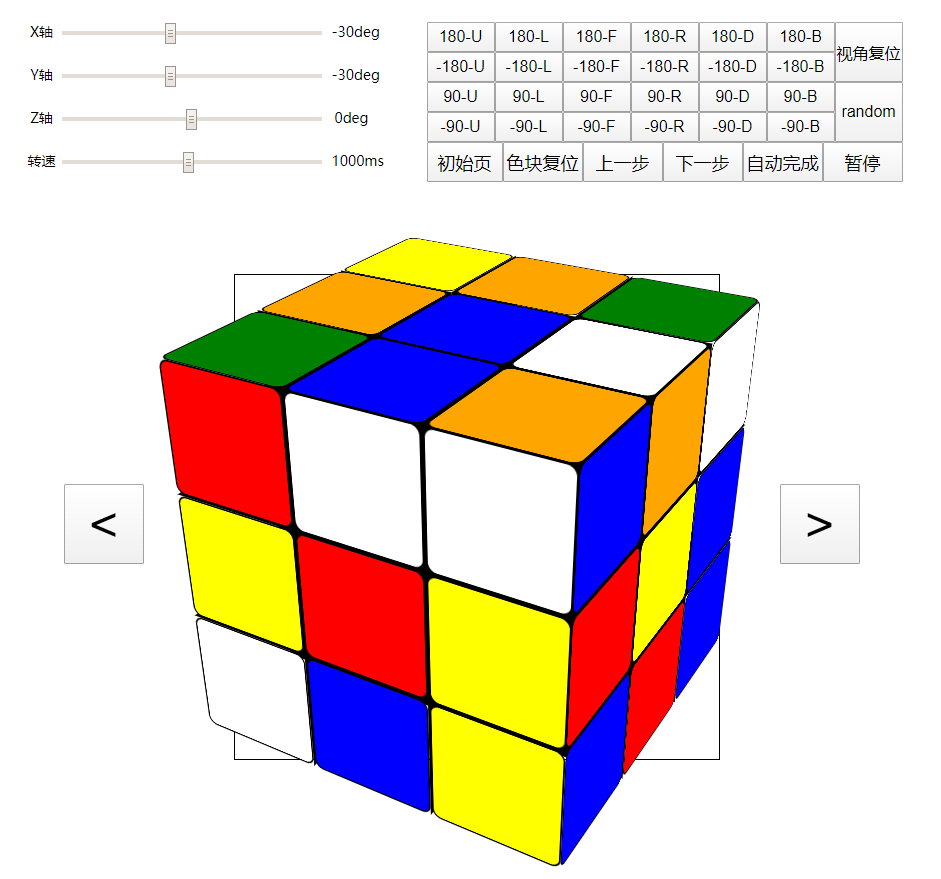 X轴 -30deg
Y轴 -30deg
Z轴 0deg
转速 1000ms
180-U 180-L 180-F 180-R 180-D 180-B 视角复位
-180-U -180-L -180-F -180-R -180-D -180-B
90-U 90-L 90-F 90-R 90-D 90-B random
-90-U -90-L -90-F -90-R -90-D -90-B
初始页 色块复位 上一步 下一步 自动完成 暂停
< >